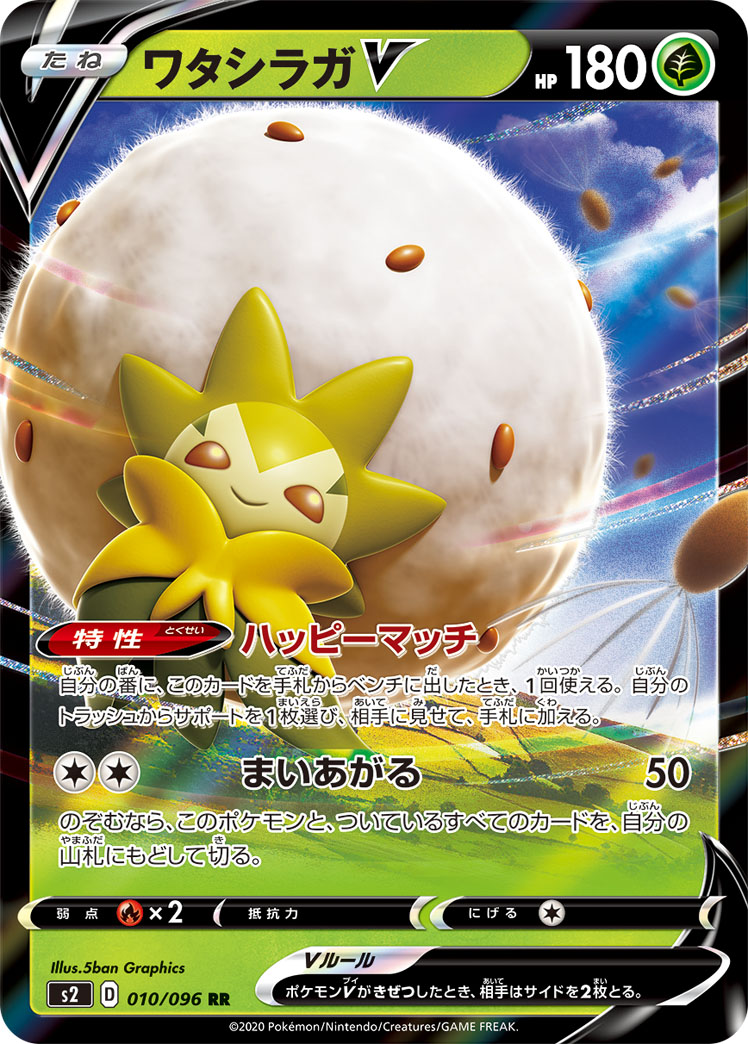 たね
ワタシラガV
HP 180
特性 とくせい
ハッピーマッチ
自分の番に、このカードを手札からベンチに出したとき、1回使える。自分の
トラッシュからサポートを1枚選び、相手に見せて、手札に加える。
まいあがる 50
のぞむなら、このポケモンと、ついているすべてのカードを、自分の
山札にもどして切る。
弱点 ×2 抵抗力 にげる
Illus.5ban Graphics
Vルール
ポケモンVがきぜつしたとき、相手はサイドを2枚とる。
s2 D 010/096 RR
©2020 Pokémon/Nintendo/Creatures/GAME FREAK.